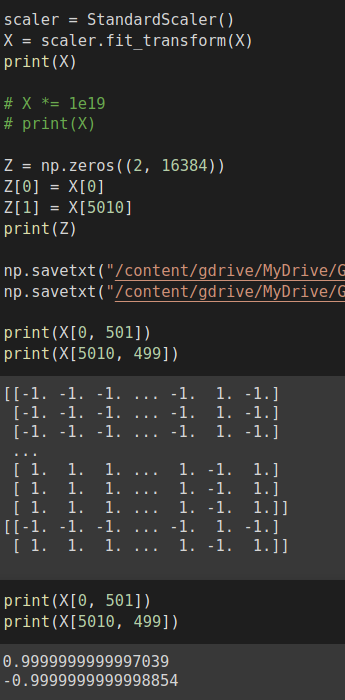 scaler = StandardScaler()
X = scaler.fit_transform(X)
print(X)
# X *= 1e19
# print(X)
Z = np.zeros((2, 16384))
Z[0] = X[0]
Z[1] = X[5010]
print(Z)
np.savetxt("/content/gdrive/MyDrive/G
np.savetxt("/content/gdrive/MyDrive/G
print(X[0, 501])
print(X[5010, 499])
[[-1. -1. -1. ... -1.  1. -1.]
 [-1. -1. -1. ... -1.  1. -1.]
 [-1. -1. -1. ... -1.  1. -1.]
 ...
 [ 1.  1.  1. ...  1. -1.  1.]
 [ 1.  1.  1. ...  1. -1.  1.]
 [ 1.  1.  1. ...  1. -1.  1.]]
[[-1. -1. -1. ... -1.  1. -1.]
 [ 1.  1.  1. ...  1. -1.  1.]]
print(X[0, 501])
print(X[5010, 499])
0.9999999999997039
-0.9999999999998854